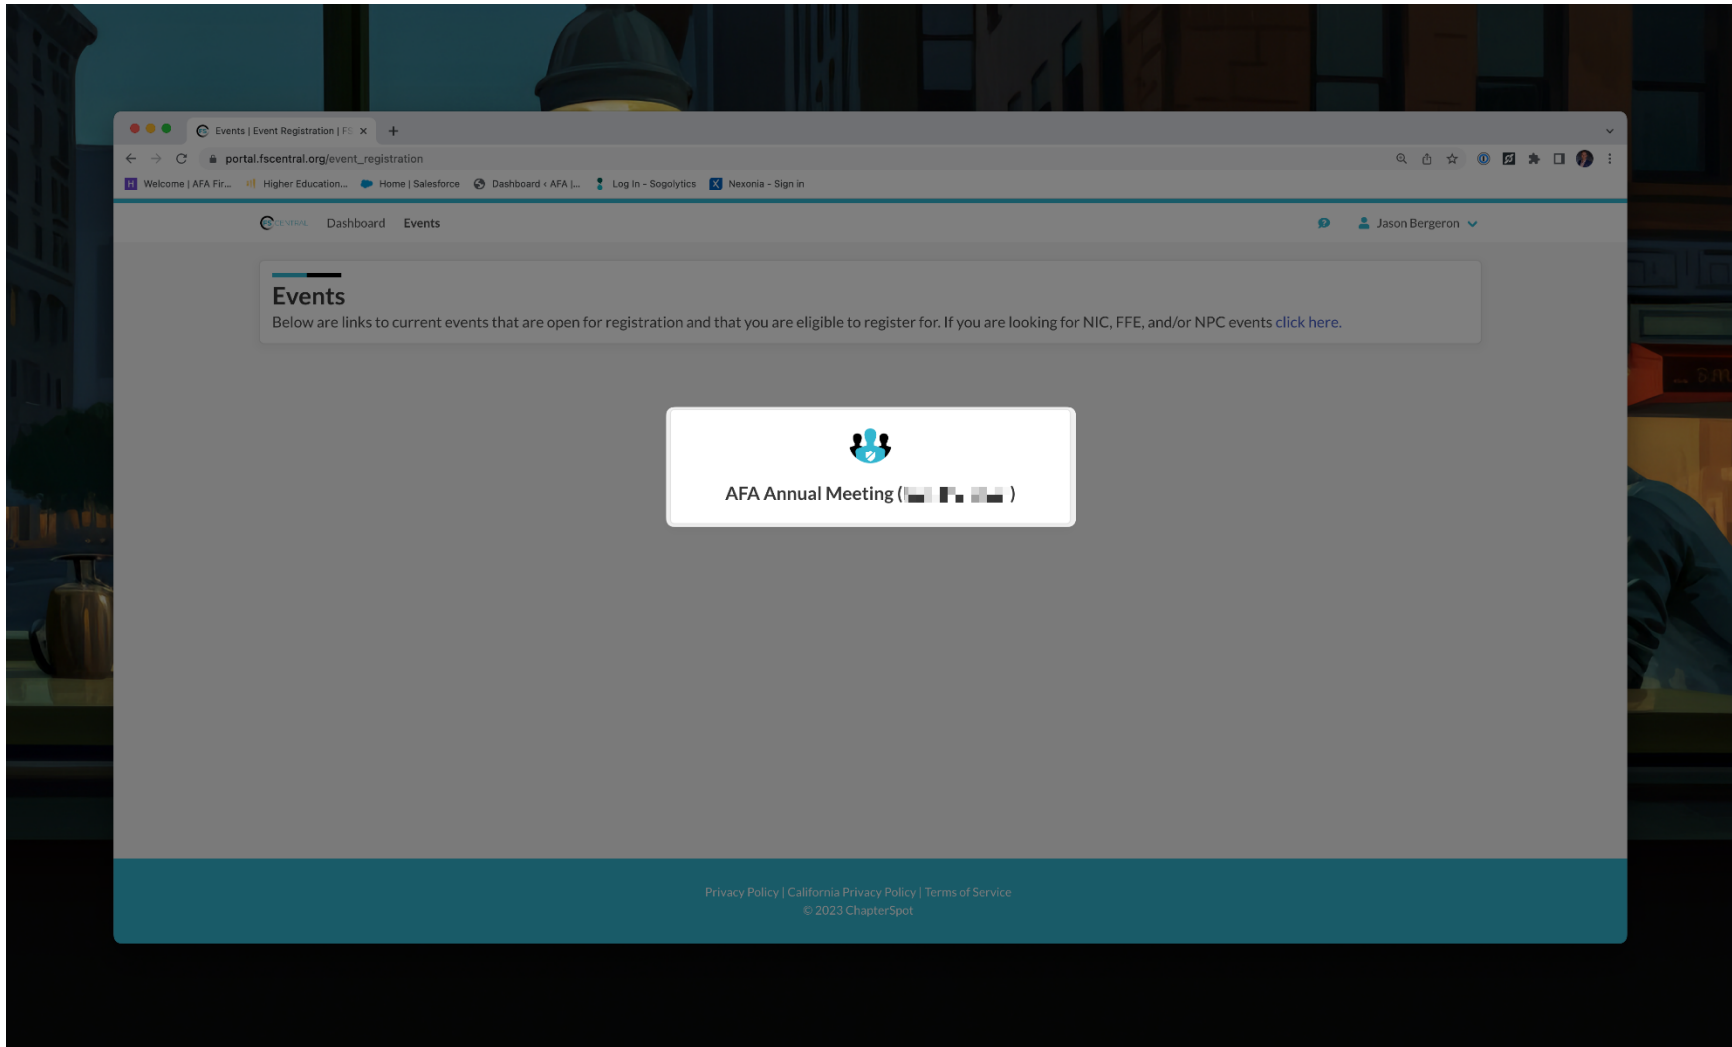 Events | Event Registration | FS
portal.fscentral.org/event_registration
Welcome | AFA Fir...
Higher Education...
Home | Salesforce
Dashboard ‹ AFA |...
Log In - Sogolytics
Nexonia - Sign in
FS CENTRAL
Dashboard
Events
Jason Bergeron
Events
Below are links to current events that are open for registration and that you are eligible to register for. If you are looking for NIC, FFE, and/or NPC events click here.
AFA Annual Meeting ( )
Privacy Policy | California Privacy Policy | Terms of Service
© 2023 ChapterSpot